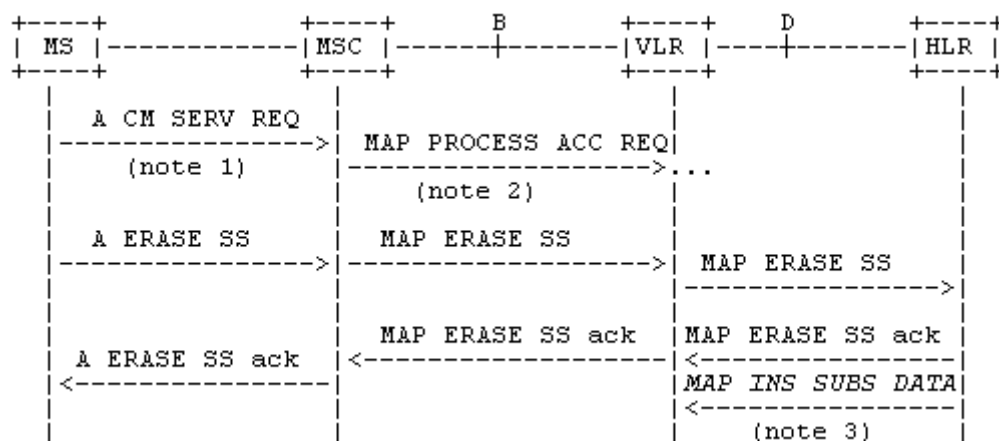 B D
MS MSC VLR HLR
A CM SERV REQ
MAP PROCESS ACC REQ
(note 1) ...
(note 2)
A ERASE SS MAP ERASE SS
MAP ERASE SS
MAP ERASE SS ack MAP ERASE SS ack
A ERASE SS ack
MAP INS SUBS DATA
(note 3)